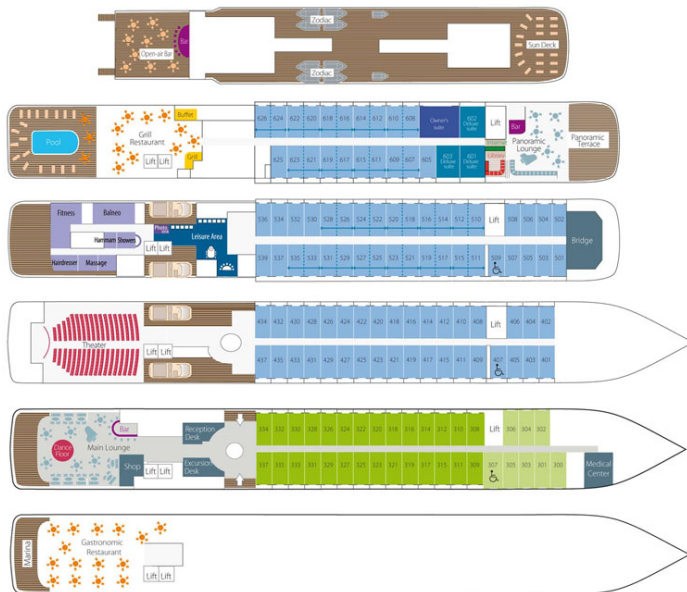 Zodiac
Open-air Bar
Bar
Sun Deck
Zodiac
Buffet
626 624 622 620 618 616 614 612 610 608
Owner's
suite
602
Deluxe
suite
Lift
Bar
Pool
Grill
Restaurant
Lift Lift
Grill
Internet
Library
Panoramic
Lounge
Panoramic
Terrace
625 623 621 619 617 615 611 609 607 605
603
Deluxe
suite
601
Deluxe
suite
Fitness
Balneo
Photo
area
Leisure Area
536 534 532 530 528 526 524 522 518 516 514 512 510
Lift
508 506 504 502
Hammam Showers
Lift Lift
Bridge
Hairdresser Massage
539 537 535 533 529 527 525 523 521 519 517 515 511
509
507 505 503 501
434 432 430 428 426 424 420 418 416 414 412 410 408
Lift
406 404 402
Theater
Lift Lift
437 435 433 431 429 427 425 423 421 417 415 411 409
407
405 403 401
Bar
Reception
Desk
334 332 330 328 326 324 320 318 316 314 312 310 308
Lift
306 304 302
Dance
Floor
Main Lounge
Shop
Lift Lift
Excursion
Desk
337 335 333 331 329 325 323 321 319 317 315 311 309
307
305 303 301 300
Medical
Center
Marina
Gastronomic
Restaurant
Lift Lift